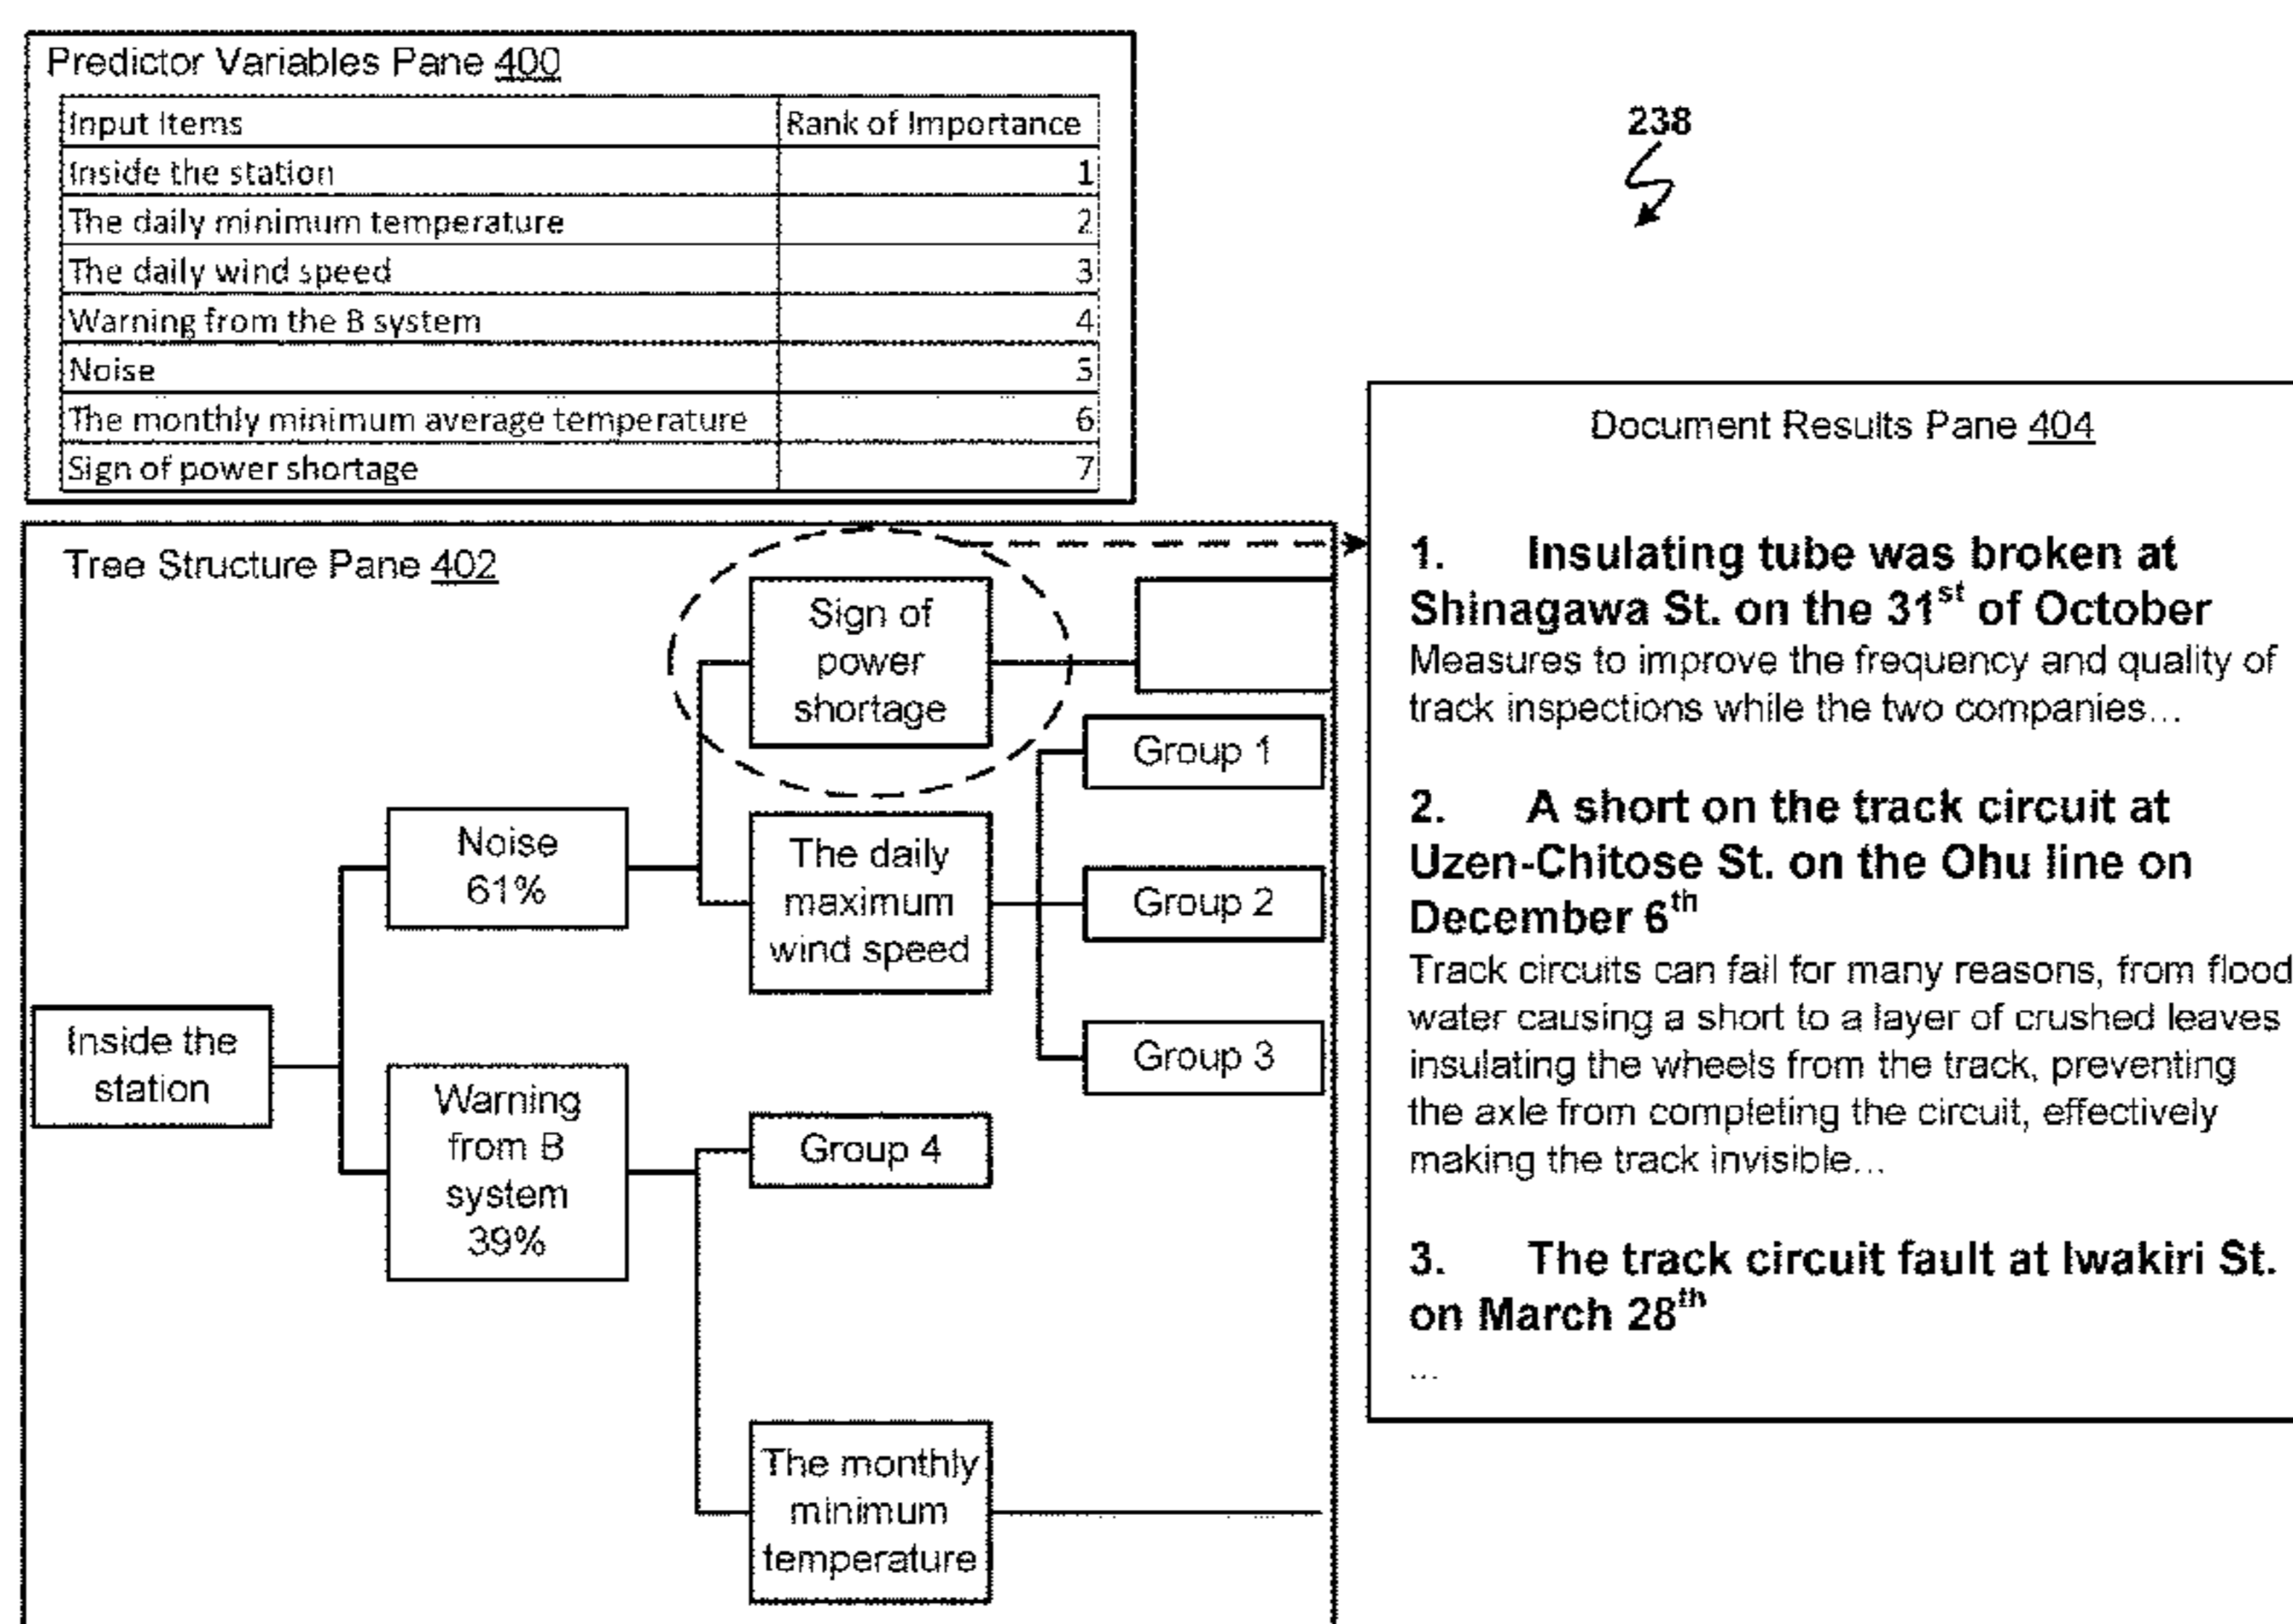 Predictor Variables Pane 400
Input Items Rank of Importance
Inside the station 1
The daily minimum temperature 2
The daily wind speed 3
Warning from the B system 4
Noise 5
The monthly minimum average temperature 6
Sign of power shortage 7
238
Tree Structure Pane 402
Inside the
station
Noise
61%
Warning
from B
system
39%
Sign of
power
shortage
The daily
maximum
wind speed
Group 1
Group 2
Group 3
Group 4
The monthly
minimum
temperature
Document Results Pane 404
1. Insulating tube was broken at
Shinagawa St. on the 31st of October
Measures to improve the frequency and quality of
track inspections while the two companies...
2. A short on the track circuit at
Uzen-Chitose St. on the Ohu line on
December 6th
Track circuits can fail for many reasons, from flood
water causing a short to a layer of crushed leaves
insulating the wheels from the track, preventing
the axle from completing the circuit, effectively
making the track invisible...
3. The track circuit fault at Iwakiri St.
on March 28th
...